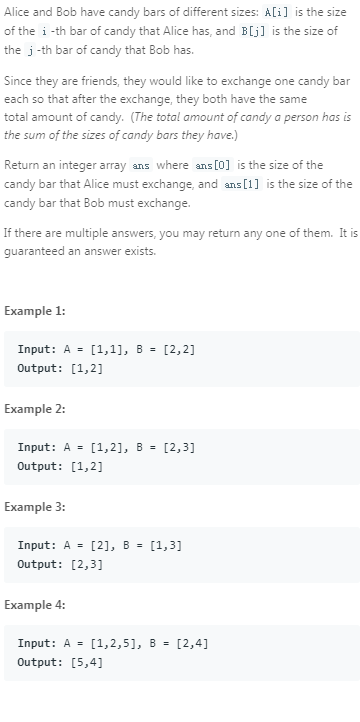 Alice and Bob have candy bars of different sizes: A[i] is the size
of the i -th bar of candy that Alice has, and B[j] is the size of
the j -th bar of candy that Bob has.
Since they are friends, they would like to exchange one candy bar
each so that after the exchange, they both have the same
total amount of candy. (The total amount of candy a person has is
the sum of the sizes of candy bars they have.)
Return an integer array ans where ans[0] is the size of the
candy bar that Alice must exchange, and ans[1] is the size of the
candy bar that Bob must exchange.
If there are multiple answers, you may return any one of them. It is
guaranteed an answer exists.
Example 1:
Input: A = [1,1], B = [2,2]
Output: [1,2]
Example 2:
Input: A = [1,2], B = [2,3]
Output: [1,2]
Example 3:
Input: A = [2], B = [1,3]
Output: [2,3]
Example 4:
Input: A = [1,2,5], B = [2,4]
Output: [5,4]